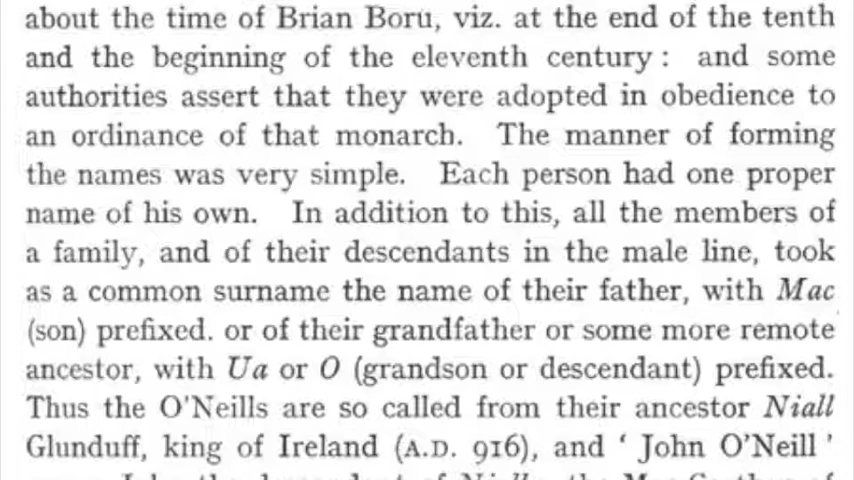 about the time of Brian Boru, viz. at the end of the tenth
and the beginning of the eleventh century : and some
authorities assert that they were adopted in obedience to
an ordinance of that monarch. The manner of forming
the names was very simple. Each person had one proper
name of his own. In addition to this, all the members of
a family, and of their descendants in the male line, took
as a common surname the name of their father, with Mac
(son) prefixed. or of their grandfather or some more remote
ancestor, with Ua or O (grandson or descendant) prefixed.
Thus the O'Neills are so called from their ancestor Niall
Glunduff, king of Ireland (A.D. 916), and ‘ John O'Neill ’